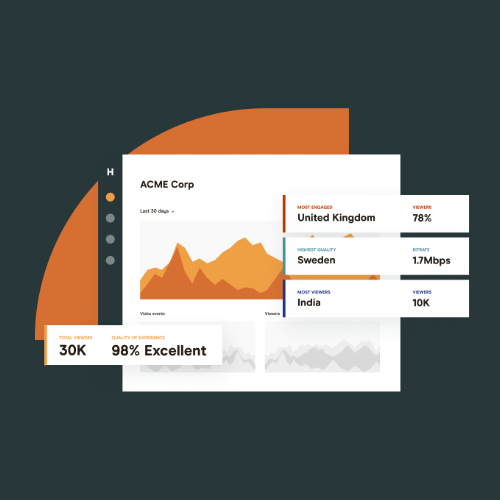 H
ACME Corp
Last 30 days
MOST ENGAGED VIEWERS
United Kingdom 78%
HIGHEST QUALITY BITRATE
Sweden 1.7Mbps
MOST VIEWERS VIEWERS
India 10K
Video events Viewers
TOTAL VIEWERS QUALITY OF EXPERIENCE
30K 98% Excellent